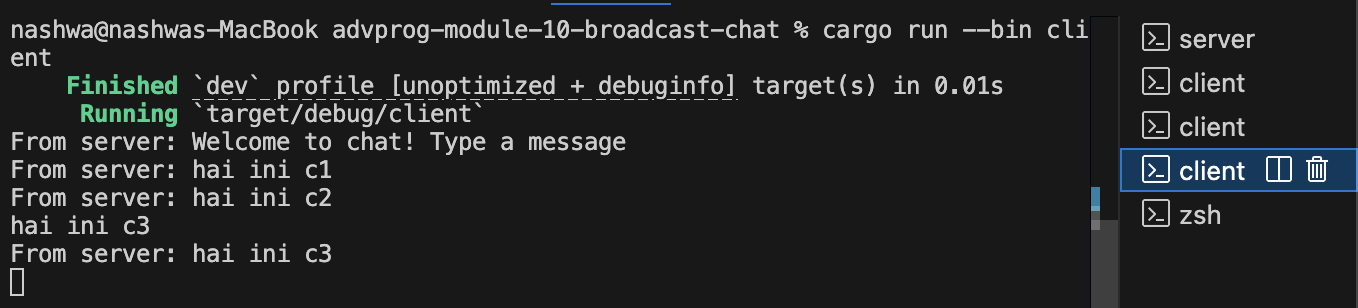 nashwa@nashwas-MacBook advprog-module-10-broadcast-chat % cargo run --bin cli
ent
    Finished `dev` profile [unoptimized + debuginfo] target(s) in 0.01s
     Running `target/debug/client`
From server: Welcome to chat! Type a message
From server: hai ini c1
From server: hai ini c2
hai ini c3
From server: hai ini c3
server
client
client
client
zsh